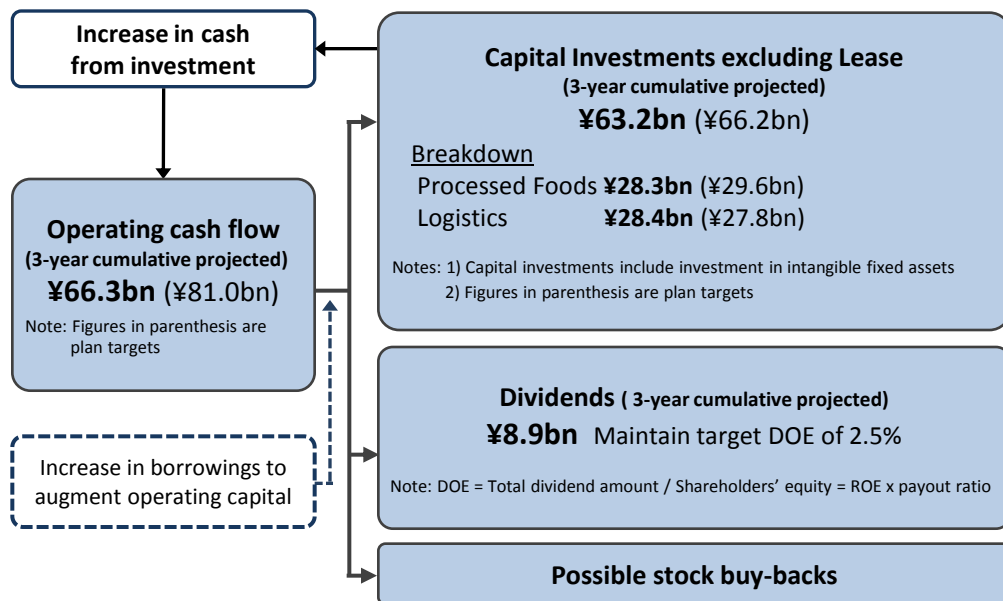 Increase in cash
from investment
Operating cash flow
(3-year cumulative projected)
¥66.3bn (¥81.0bn)
Note: Figures in parenthesis are
plan targets
Increase in borrowings to
augment operating capital
Capital Investments excluding Lease
(3-year cumulative projected)
¥63.2bn (¥66.2bn)
Breakdown
Processed Foods ¥28.3bn (¥29.6bn)
Logistics ¥28.4bn (¥27.8bn)
Notes: 1) Capital investments include investment in intangible fixed assets
2) Figures in parenthesis are plan targets
Dividends ( 3-year cumulative projected)
¥8.9bn Maintain target DOE of 2.5%
Note: DOE = Total dividend amount / Shareholders’ equity = ROE x payout ratio
Possible stock buy-backs